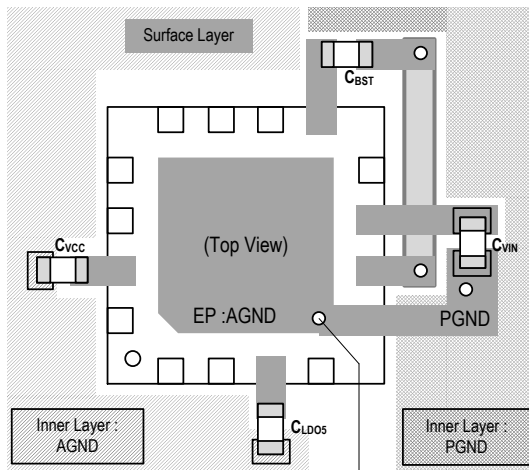 Surface Layer
CBST
CVCC
(Top View)
CVIN
EP :AGND
PGND
CLDO5
Inner Layer :
AGND
Inner Layer :
PGND